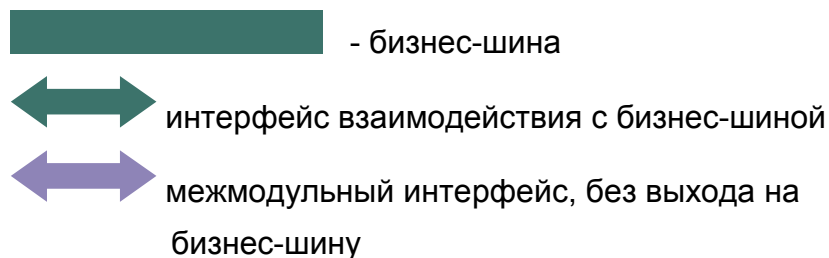 - бизнес-шина
интерфейс взаимодействия с бизнес-шиной
межмодульный интерфейс, без выхода на
бизнес-шину